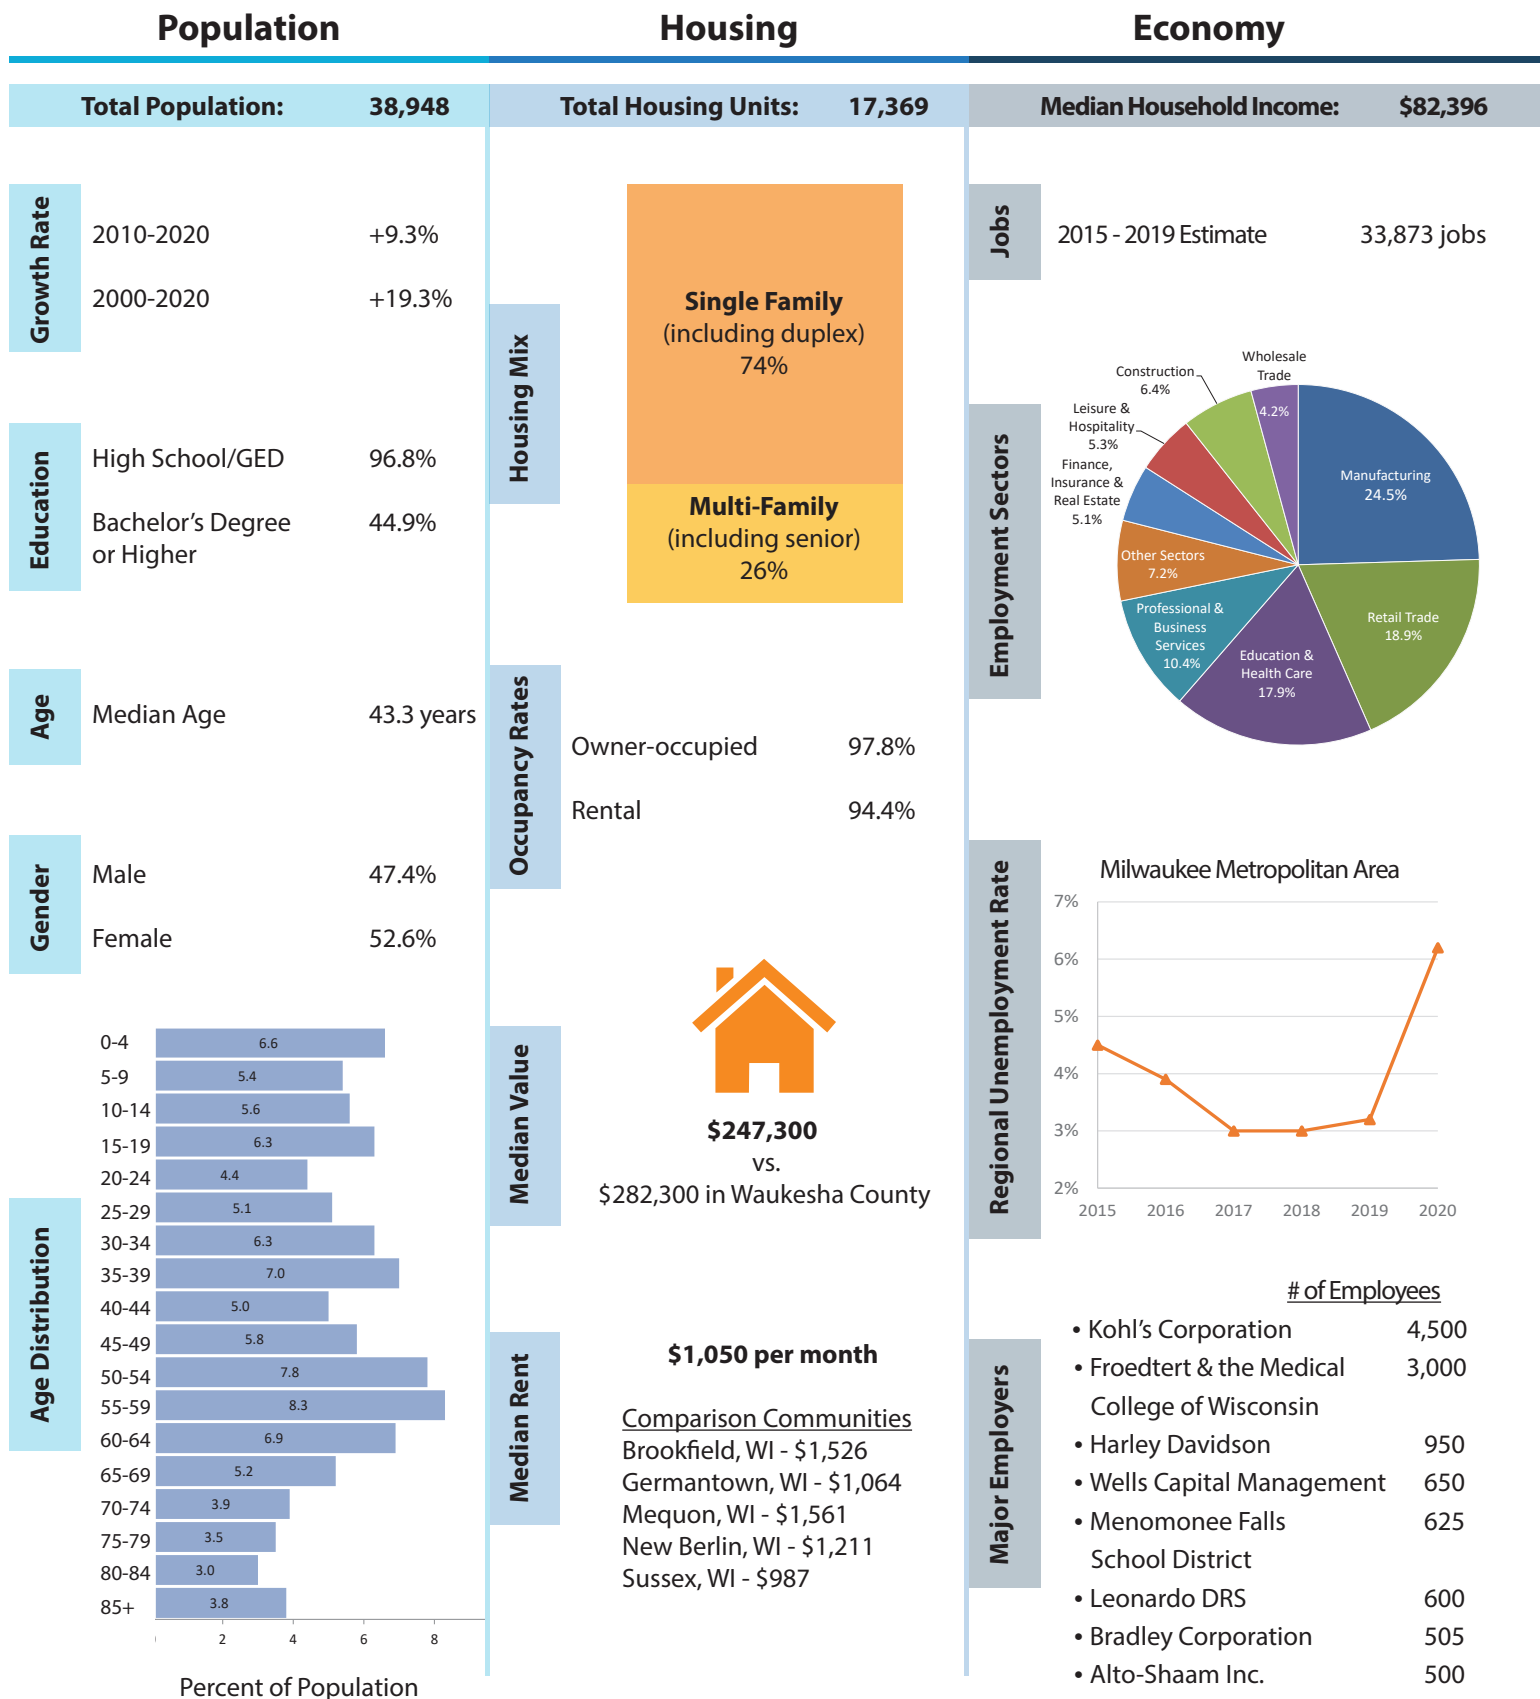 Population
Total Population: 38,948
Growth Rate
2010-2020 +9.3%
2000-2020 +19.3%
Education
High School/GED 96.8%
Bachelor's Degree 44.9%
or Higher
Age
Median Age 43.3 years
Gender
Male 47.4%
Female 52.6%
Age Distribution
0-4 6.6
5-9 5.4
10-14 5.6
15-19 6.3
20-24 4.4
25-29 5.1
30-34 6.3
35-39 7.0
40-44 5.0
45-49 5.8
50-54 7.8
55-59 8.3
60-64 6.9
65-69 5.2
70-74 3.9
75-79 3.5
80-84 3.0
85+ 3.8
2 4 6 8
Percent of Population
Housing
Total Housing Units: 17,369
Housing Mix
Single Family
(including duplex)
74%
Multi-Family
(including senior)
26%
Occupancy Rates
Owner-occupied 97.8%
Rental 94.4%
Median Value
$247,300
vs.
$282,300 in Waukesha County
Median Rent
$1,050 per month
Comparison Communities
Brookfield, WI - $1,526
Germantown, WI - $1,064
Mequon, WI - $1,561
New Berlin, WI - $1,211
Sussex, WI - $987
Economy
Median Household Income: $82,396
Jobs
2015 - 2019 Estimate 33,873 jobs
Employment Sectors
Wholesale
Trade
4.2%
Construction
6.4%
Leisure &
Hospitality
5.3%
Finance,
Insurance &
Real Estate
5.1%
Other Sectors
7.2%
Professional &
Business
Services
10.4%
Education &
Health Care
17.9%
Retail Trade
18.9%
Manufacturing
24.5%
Regional Unemployment Rate
Milwaukee Metropolitan Area
7%
6%
5%
4%
3%
2%
2015 2016 2017 2018 2019 2020
Major Employers
# of Employees
• Kohl's Corporation 4,500
• Froedtert & the Medical 3,000
College of Wisconsin
• Harley Davidson 950
• Wells Capital Management 650
• Menomonee Falls 625
School District
• Leonardo DRS 600
• Bradley Corporation 505
• Alto-Shaam Inc. 500